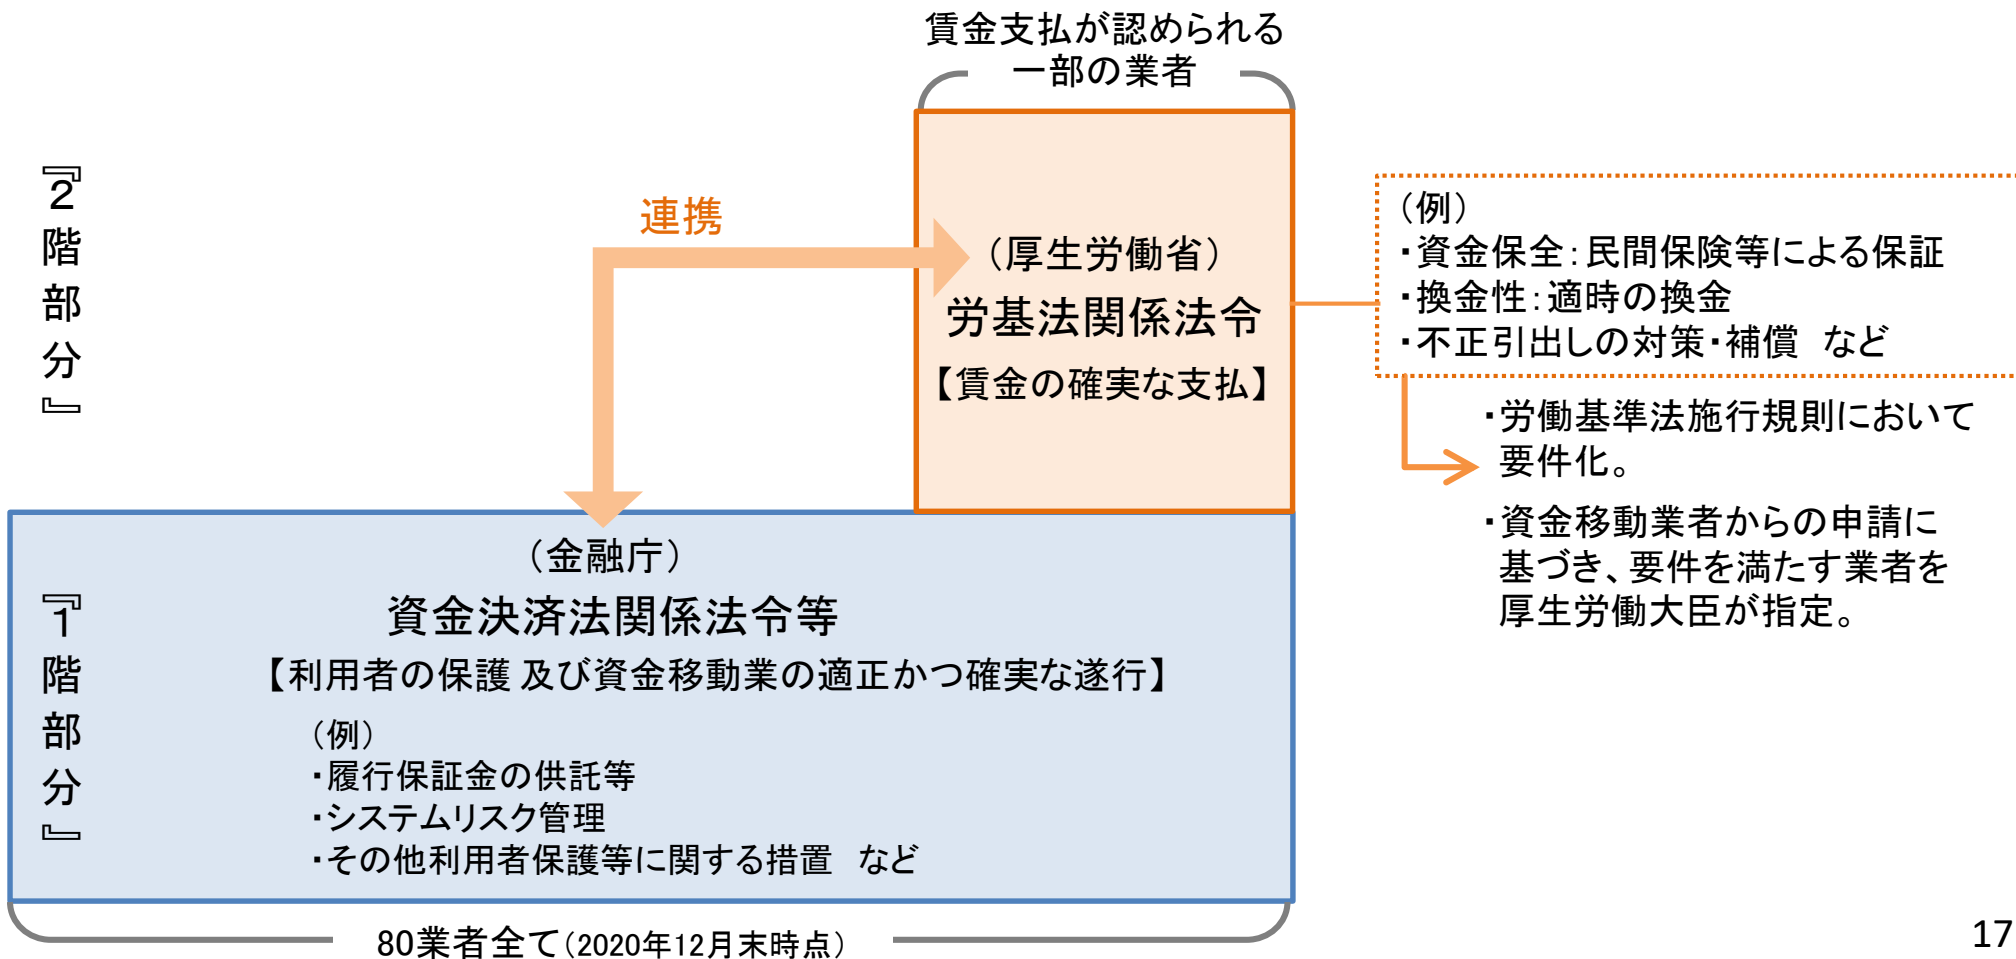 賃金支払が認められる
一部の業者
『2階部分』
連携
（厚生労働省）
労基法関係法令
【賃金の確実な支払】
（例）
・資金保全：民間保険等による保証
・換金性：適時の換金
・不正引出しの対策・補償　など
・労働基準法施行規則において
要件化。
・資金移動業者からの申請に
基づき、要件を満たす業者を
厚生労働大臣が指定。
『1階部分』
（金融庁）
資金決済法関係法令等
【利用者の保護 及び資金移動業の適正かつ確実な遂行】
（例）
・履行保証金の供託等
・システムリスク管理
・その他利用者保護等に関する措置　など
80業者全て（2020年12月末時点）
17